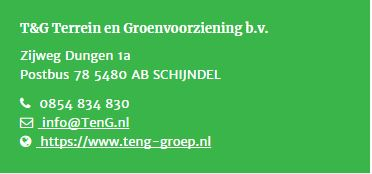 T&G Terrein en Groenvoorziening b.v.
Zijweg Dungen 1a
Postbus 78 5480 AB SCHIJNDEL
0854 834 830
info@TenG.nl
https://www.teng-groep.nl